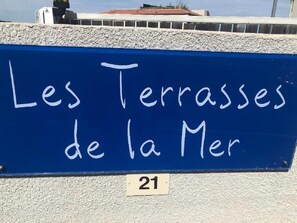 Les Terrasses
de la Mer
21